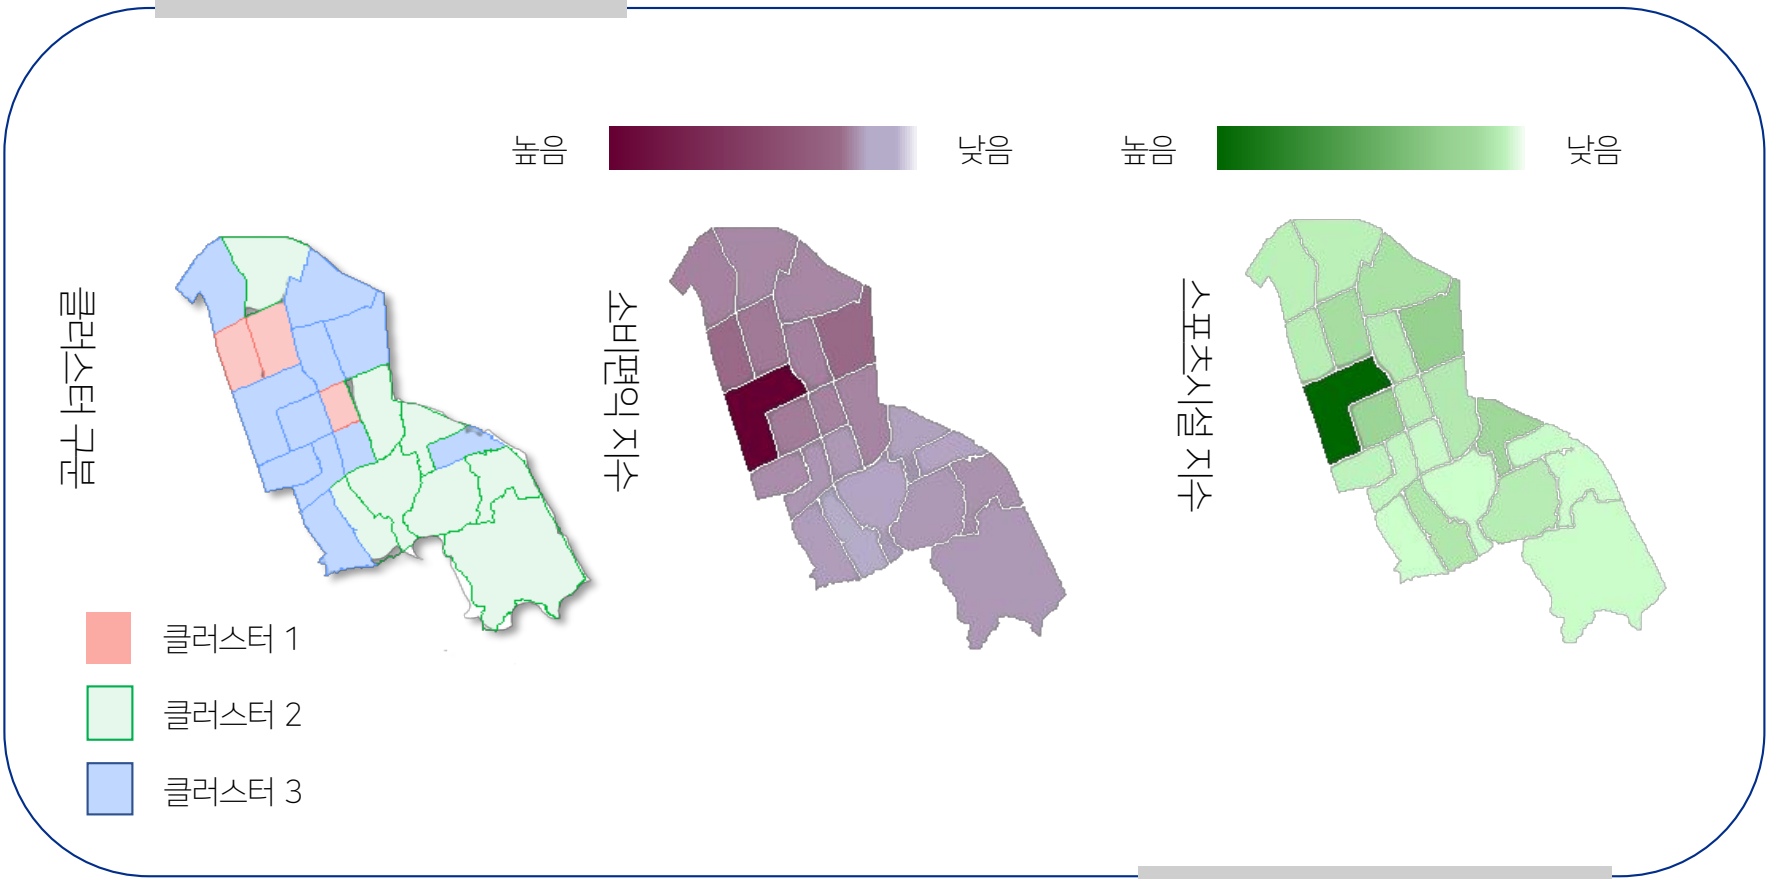 높음
낮음
높음
낮음
클러스터 구분
소비편익 지수
스포츠시설 지수
클러스터 1
클러스터 2
클러스터 3